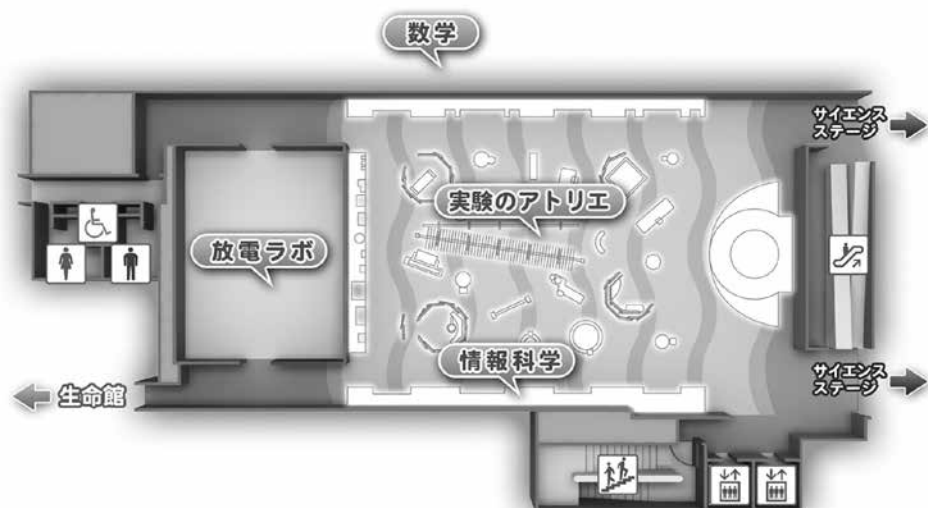 数学
サイエンス
ステージ
実験のアトリエ
放電ラボ
情報科学
サイエンス
ステージ
生命館